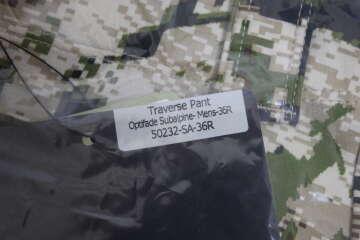 Traverse Pant
Optifade Subalpine- Mens-36R
50232-SA-36R